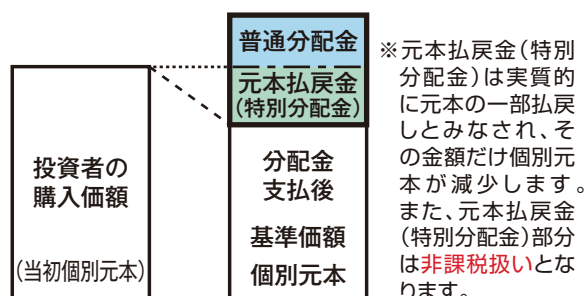 投資者の
購入価額
(当初個別元本)
普通分配金
元本払戻金
(特別分配金)
分配金
支払後
基準価額
個別元本
※元本払戻金(特別
分配金)は実質的
に元本の一部払戻
しとみなされ、そ
の金額だけ個別元
本が減少します。
また、元本払戻金
(特別分配金)部分
は非課税扱いとな
ります。